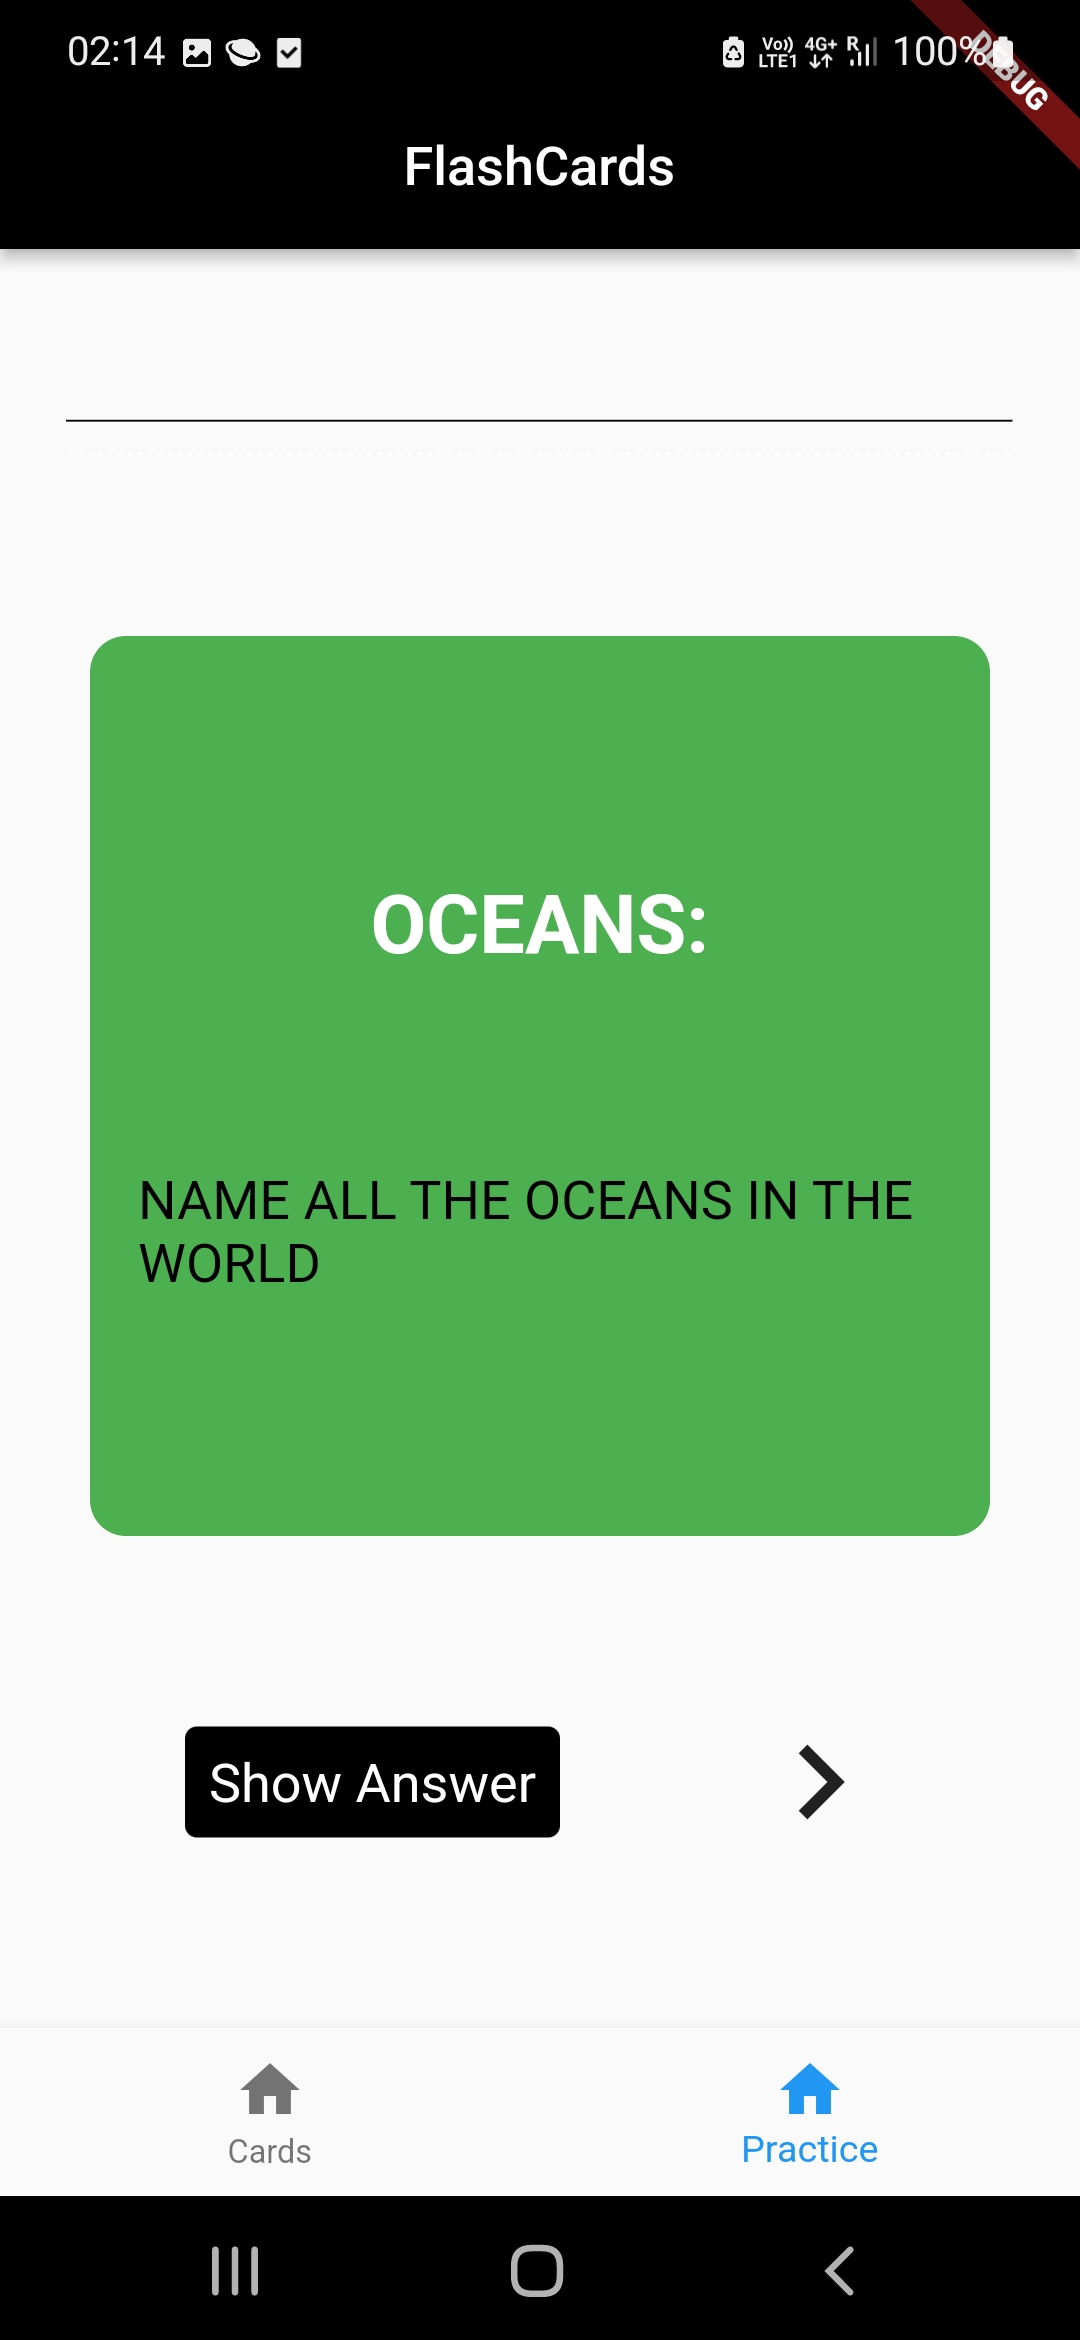 02:14
Vo)) LTE1 4G+ R 100%
DEBUG
FlashCards
OCEANS:
NAME ALL THE OCEANS IN THE
WORLD
Show Answer
Cards
Practice